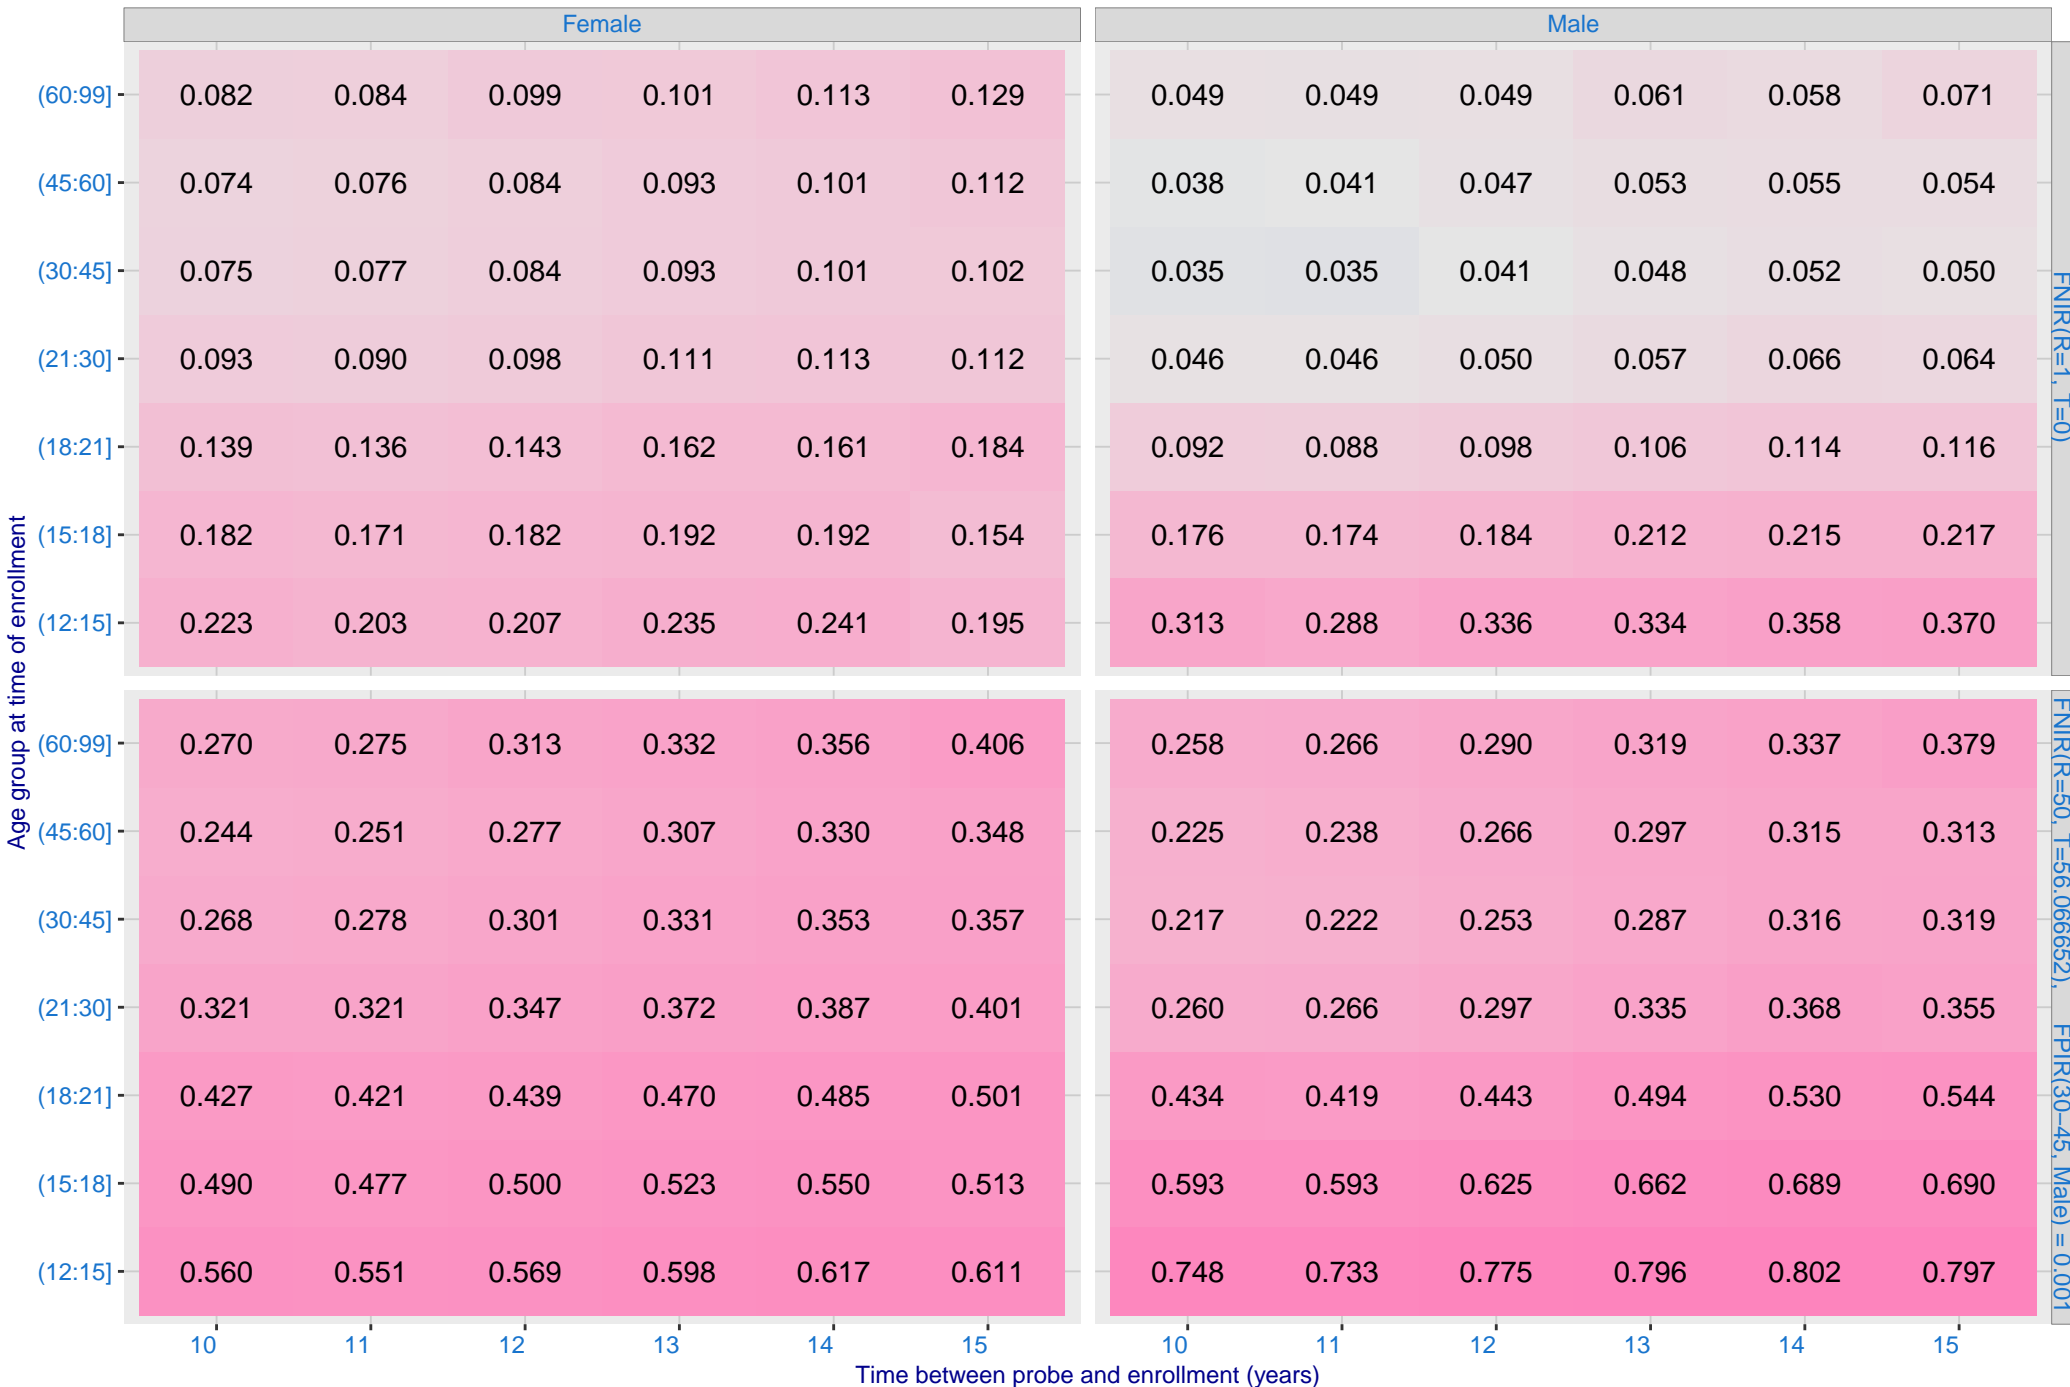 Female Male
(60:99] 0.082 0.084 0.099 0.101 0.113 0.129 0.049 0.049 0.049 0.061 0.058 0.071
(45:60] 0.074 0.076 0.084 0.093 0.101 0.112 0.038 0.041 0.047 0.053 0.055 0.054
(30:45] 0.075 0.077 0.084 0.093 0.101 0.102 0.035 0.035 0.041 0.048 0.052 0.050
(21:30] 0.093 0.090 0.098 0.111 0.113 0.112 0.046 0.046 0.050 0.057 0.066 0.064
(18:21] 0.139 0.136 0.143 0.162 0.161 0.184 0.092 0.088 0.098 0.106 0.114 0.116
(15:18] 0.182 0.171 0.182 0.192 0.192 0.154 0.176 0.174 0.184 0.212 0.215 0.217
(12:15] 0.223 0.203 0.207 0.235 0.241 0.195 0.313 0.288 0.336 0.334 0.358 0.370
FNIR(R=1, T=0)
Age group at time of enrollment
(60:99] 0.270 0.275 0.313 0.332 0.356 0.406 0.258 0.266 0.290 0.319 0.337 0.379
(45:60] 0.244 0.251 0.277 0.307 0.330 0.348 0.225 0.238 0.266 0.297 0.315 0.313
(30:45] 0.268 0.278 0.301 0.331 0.353 0.357 0.217 0.222 0.253 0.287 0.316 0.319
(21:30] 0.321 0.321 0.347 0.372 0.387 0.401 0.260 0.266 0.297 0.335 0.368 0.355
(18:21] 0.427 0.421 0.439 0.470 0.485 0.501 0.434 0.419 0.443 0.494 0.530 0.544
(15:18] 0.490 0.477 0.500 0.523 0.550 0.513 0.593 0.593 0.625 0.662 0.689 0.690
(12:15] 0.560 0.551 0.569 0.598 0.617 0.611 0.748 0.733 0.775 0.796 0.802 0.797
FNIR(R=50, T=56.066652), FPIR(30−45, Male) = 0.001
10 11 12 13 14 15 10 11 12 13 14 15
Time between probe and enrollment (years)